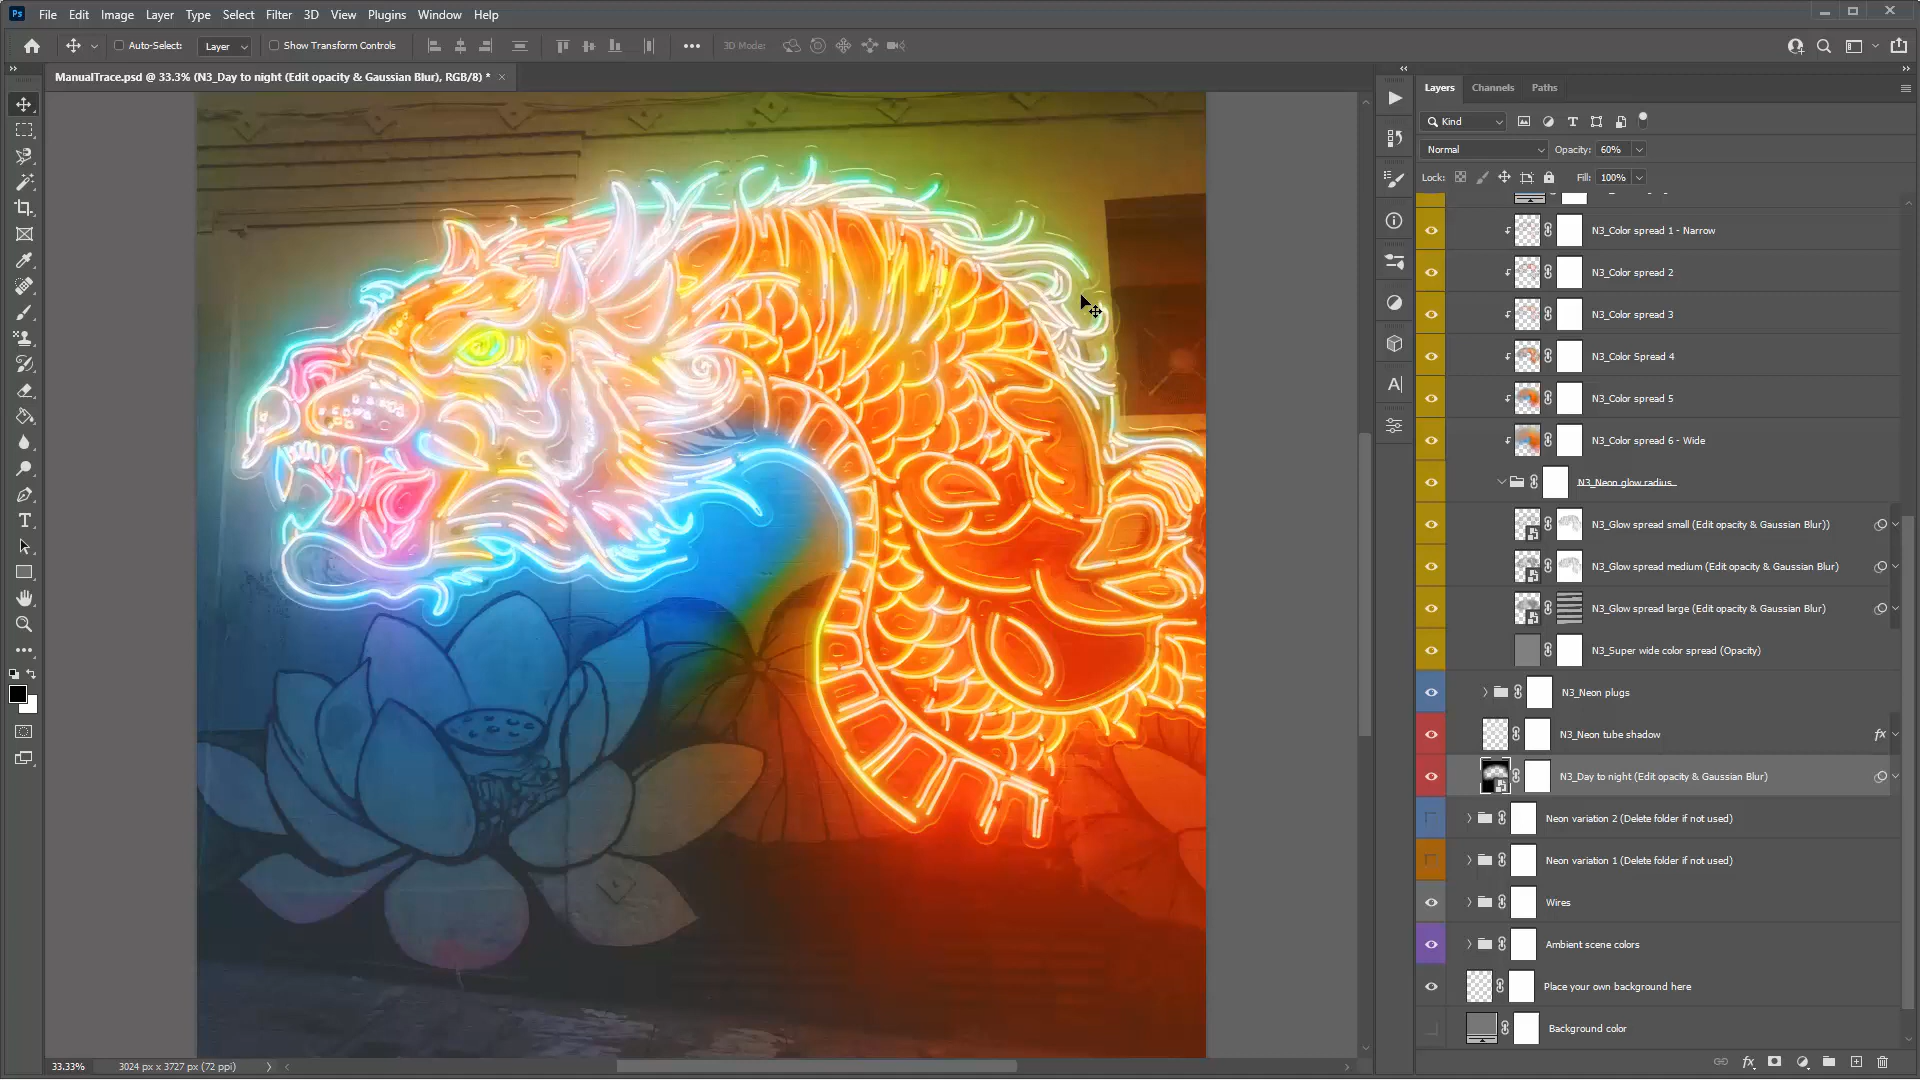 Ps File Edit Image Layer Type Select Filter 3D View Plugins Window Help
Auto-Select: Layer Show Transform Controls 3D Mode:
ManualTrace.psd @ 33.3% (N3_Day to night (Edit opacity & Gaussian Blur), RGB/8) *
Layers Channels Paths
Kind
Normal Opacity: 60%
Lock: Fill: 100%
N3_Color spread 1 - Narrow
N3_Color spread 2
N3_Color spread 3
N3_Color Spread 4
N3_Color spread 5
N3_Color spread 6 - Wide
N3_Neon glow radius
N3_Glow spread small (Edit opacity & Gaussian Blur))
N3_Glow spread medium (Edit opacity & Gaussian Blur)
N3_Glow spread large (Edit opacity & Gaussian Blur)
N3_Super wide color spread (Opacity)
N3_Neon plugs
N3_Neon tube shadow fx
N3_Day to night (Edit opacity & Gaussian Blur)
Neon variation 2 (Delete folder if not used)
Neon variation 1 (Delete folder if not used)
Wires
Ambient scene colors
Place your own background here
Background color
33.33% 3024 px x 3727 px (72 ppi)
fx